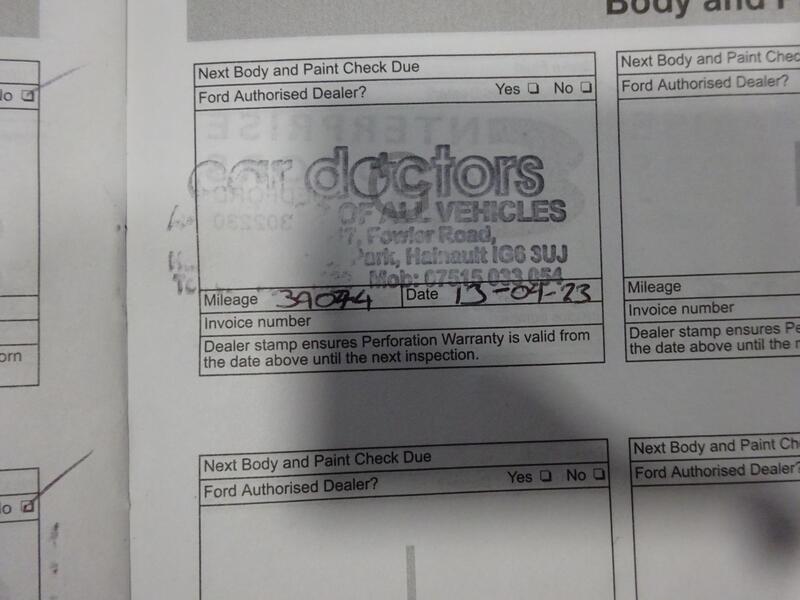 Body and
Next Body and Paint Check Due
Ford Authorised Dealer? Yes No
car doctors
OF ALL VEHICLES
17, Fowler Road,
Park, Hainault IG6 3UJ
Mob: 07515 033 054
Mileage Date 13-04-23
Invoice number
Dealer stamp ensures Perforation Warranty is valid from
the date above until the next inspection.
Next Body and Paint Check Due
Ford Authorised Dealer? Yes No
Next Body and Paint Chec
Ford Authorised Dealer?
Mileage
Invoice number
Dealer stamp ensures Pe
the date above until the n
Next Body and Paint Ch
Ford Authorised Dealer?
No
orn
No